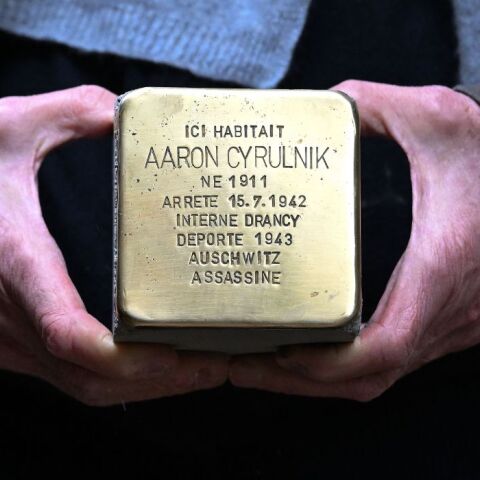 ICI HABITAIT
AARON CYRULNIK
NE 1911
ARRETE 15.7.1942
INTERNE DRANCY
DEPORTE 1943
AUSCHWITZ
ASSASSINE